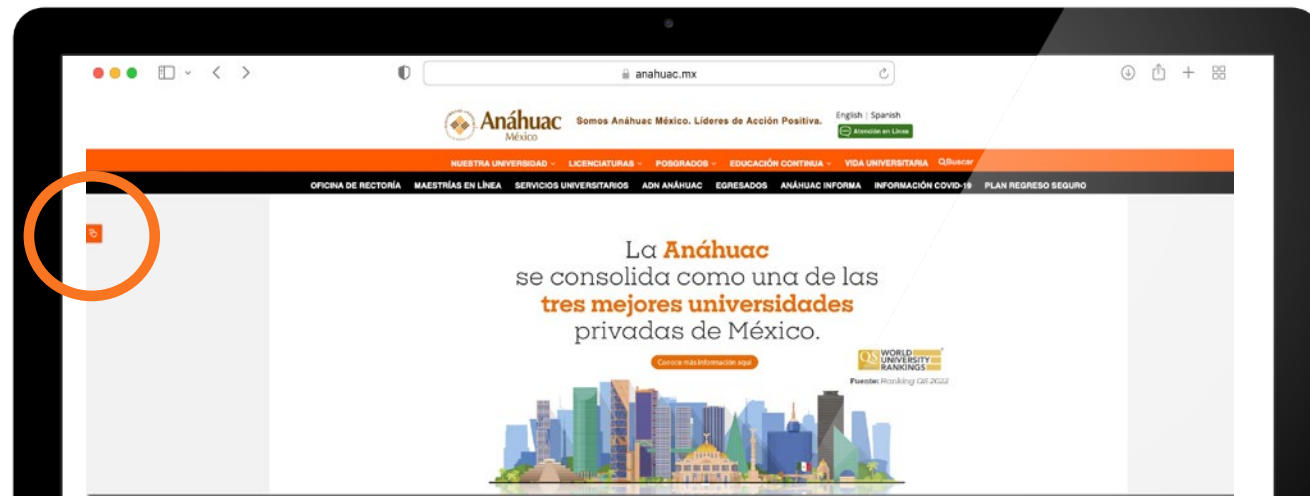 anahuac.mx
Anáhuac
México
Somos Anáhuac México. Líderes de Acción Positiva.
English | Spanish
Atención en Línea
NUESTRA UNIVERSIDAD LICENCIATURAS POSGRADOS EDUCACIÓN CONTINUA VIDA UNIVERSITARIA Buscar
OFICINA DE RECTORÍA MAESTRÍAS EN LÍNEA SERVICIOS UNIVERSITARIOS ADN ANÁHUAC EGRESADOS ANÁHUAC INFORMA INFORMACIÓN COVID-19 PLAN REGRESO SEGURO
La Anáhuac
se consolida como una de las
tres mejores universidades
privadas de México.
Conoce más información aquí
QS WORLD
UNIVERSITY
RANKINGS
Fuente: Ranking QS 2022